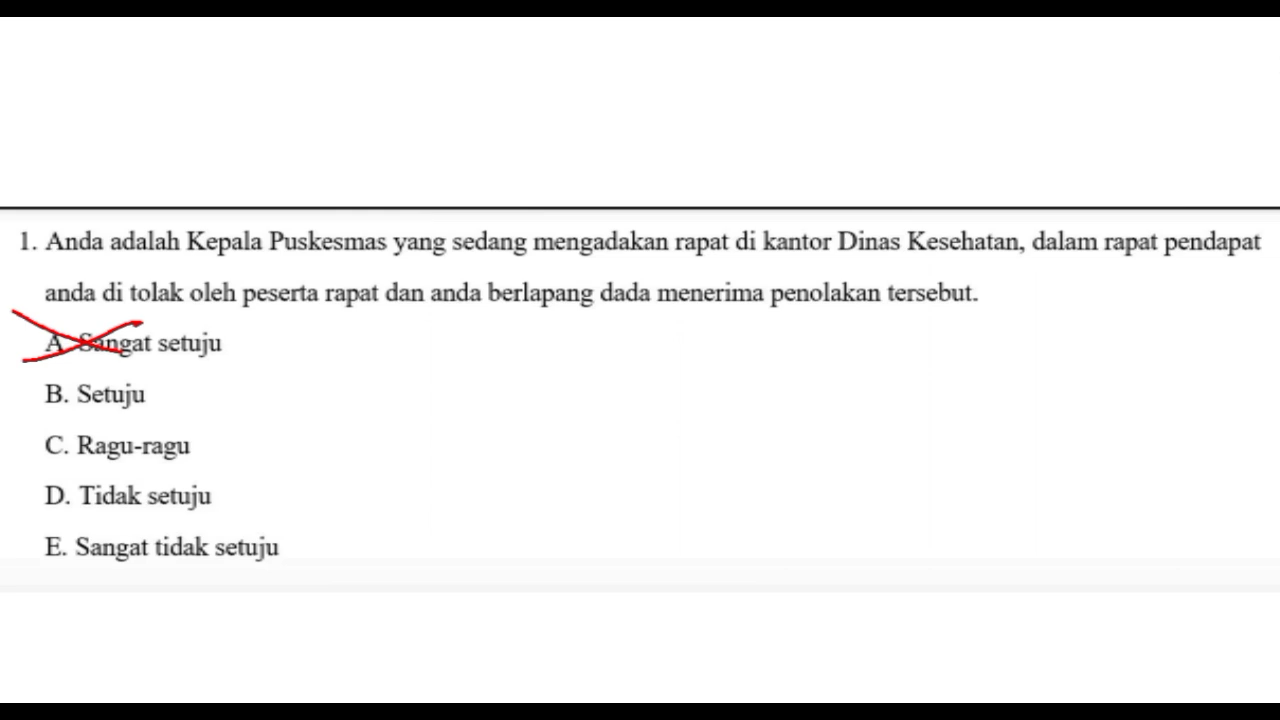 1. Anda adalah Kepala Puskesmas yang sedang mengadakan rapat di kantor Dinas Kesehatan, dalam rapat pendapat
anda di tolak oleh peserta rapat dan anda berlapang dada menerima penolakan tersebut.
A. Sangat setuju
B. Setuju
C. Ragu-ragu
D. Tidak setuju
E. Sangat tidak setuju